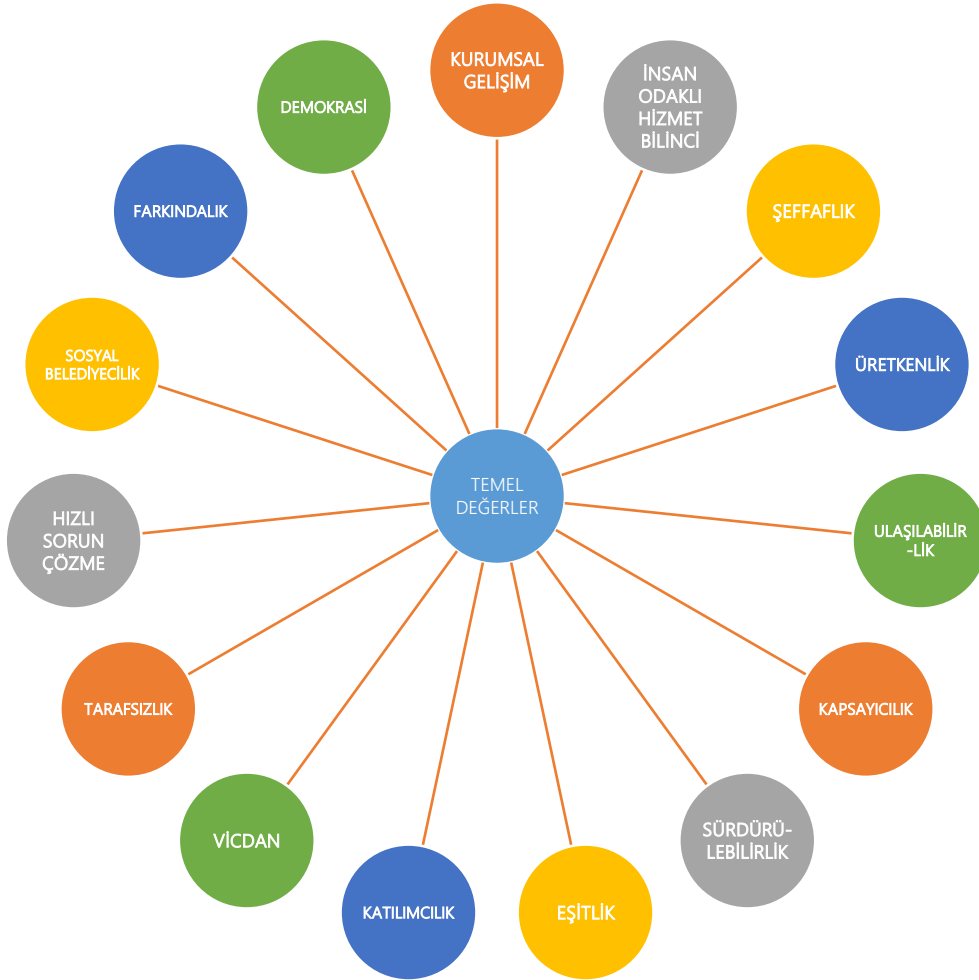 KURUMSAL
GELİŞİM
İNSAN
ODAKLI
HİZMET
BİLİNCİ
ŞEFFAFLIK
ÜRETKENLİK
ULAŞILABİLİR
-LİK
KAPSAYICILIK
SÜRDÜRÜ-
LEBİLİRLİK
EŞİTLİK
KATILIMCILIK
VİCDAN
TARAFSIZLIK
HIZLI
SORUN
ÇÖZME
SOSYAL
BELEDİYECİLİK
FARKINDALIK
DEMOKRASİ
TEMEL
DEĞERLER